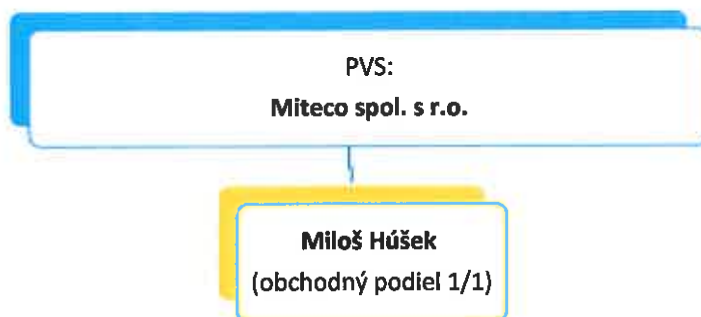 PVS:
Miteco spol. s r.o.
Miloš Húšek
(obchodný podiel 1/1)